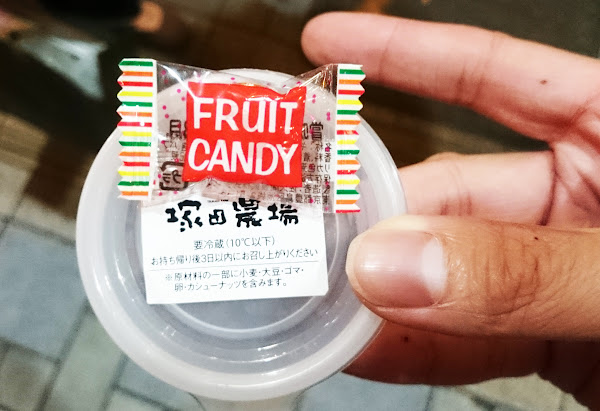 FRUIT
CANDY
塚田農場
要冷蔵(10℃以下)
お持ち帰り後3日以内にお召し上がりください
※原材料の一部に小麦・大豆・ゴマ・
卵・カシューナッツを含みます。